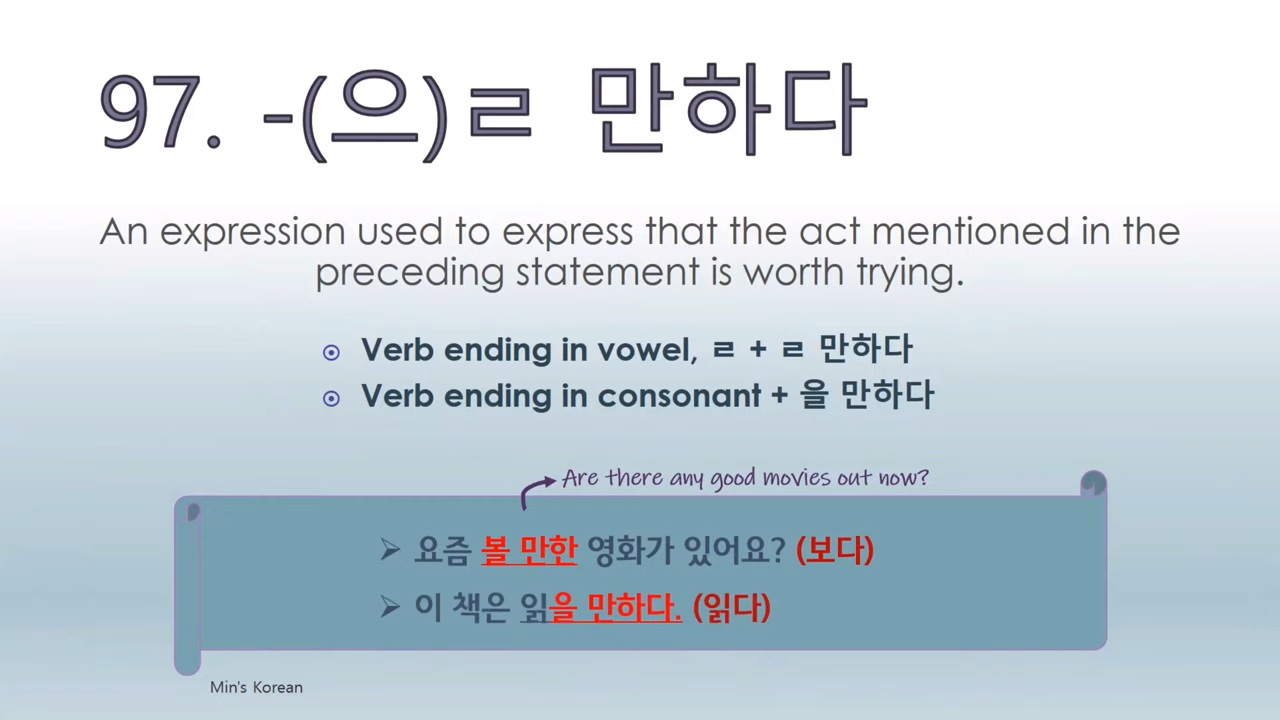 97. -(으)ㄹ 만하다
An expression used to express that the act mentioned in the
preceding statement is worth trying.
Verb ending in vowel, ㄹ + ㄹ 만하다
Verb ending in consonant + 을 만하다
Are there any good movies out now?
요즘 볼 만한 영화가 있어요? (보다)
이 책은 읽을 만하다. (읽다)
Min's Korean